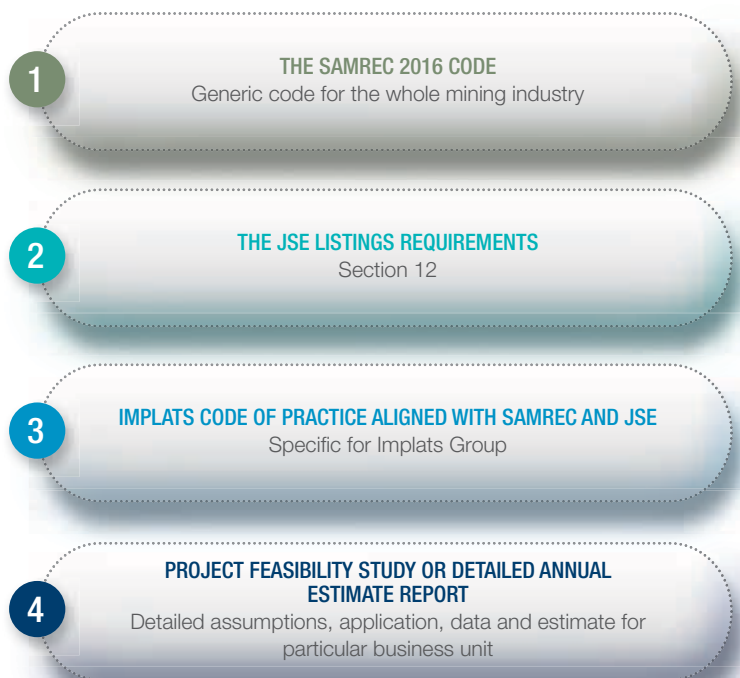 1
THE SAMREC 2016 CODE
Generic code for the whole mining industry
2
THE JSE LISTINGS REQUIREMENTS
Section 12
3
IMPLATS CODE OF PRACTICE ALIGNED WITH SAMREC AND JSE
Specific for Implats Group
4
PROJECT FEASIBILITY STUDY OR DETAILED ANNUAL
ESTIMATE REPORT
Detailed assumptions, application, data and estimate for
particular business unit